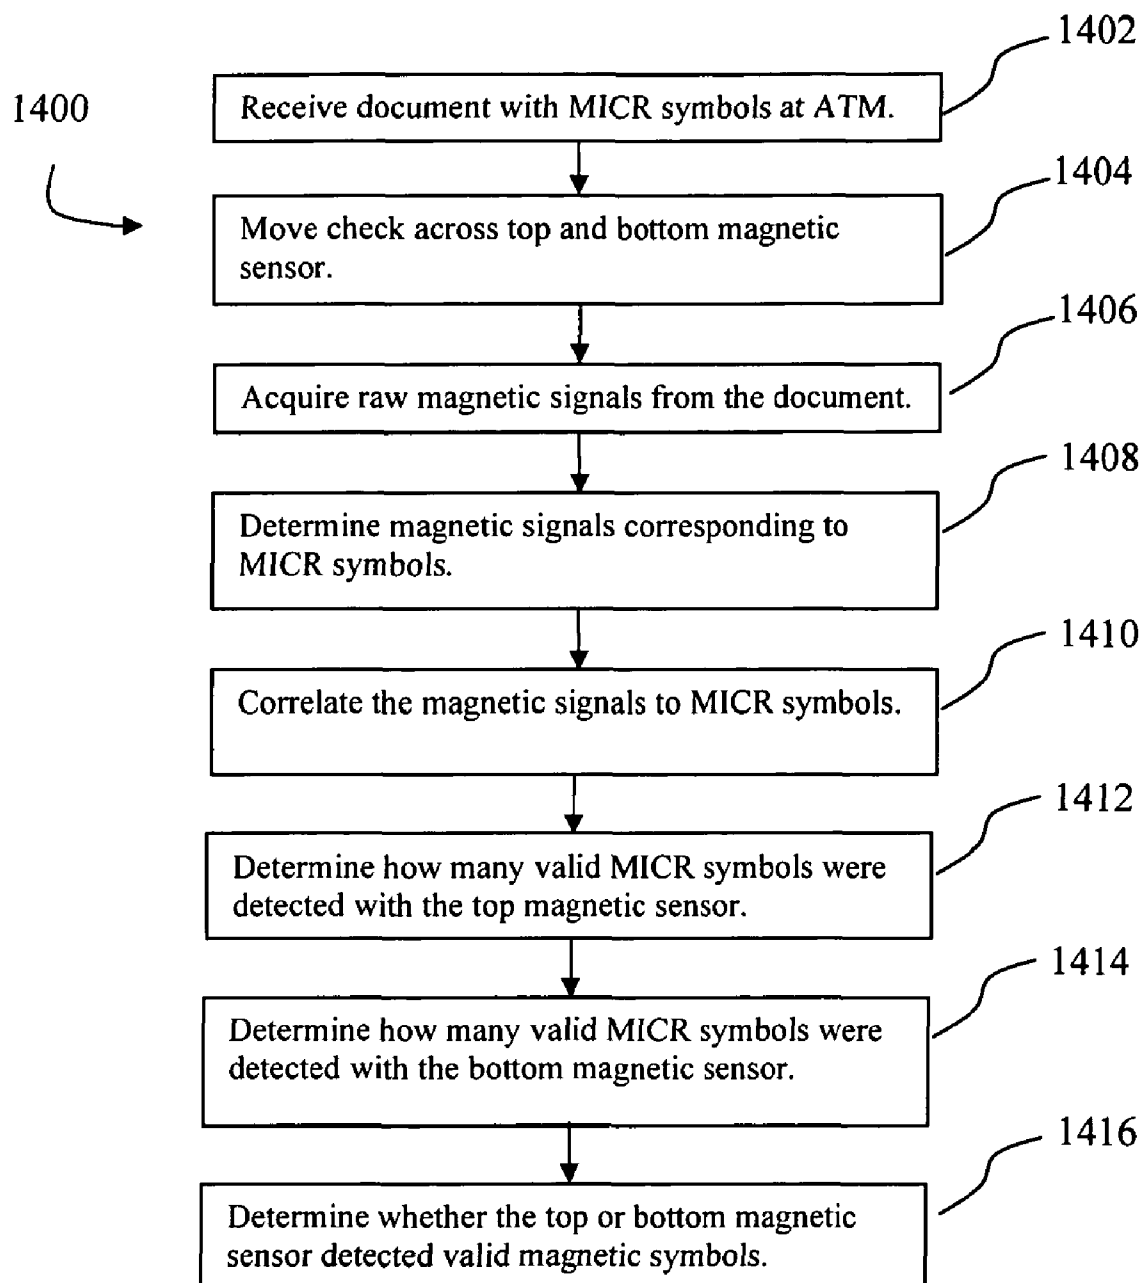 1402
1400
Receive document with MICR symbols at ATM.
1404
Move check across top and bottom magnetic
sensor.
1406
Acquire raw magnetic signals from the document.
1408
Determine magnetic signals corresponding to
MICR symbols.
1410
Correlate the magnetic signals to MICR symbols.
1412
Determine how many valid MICR symbols were
detected with the top magnetic sensor.
1414
Determine how many valid MICR symbols were
detected with the bottom magnetic sensor.
1416
Determine whether the top or bottom magnetic
sensor detected valid magnetic symbols.